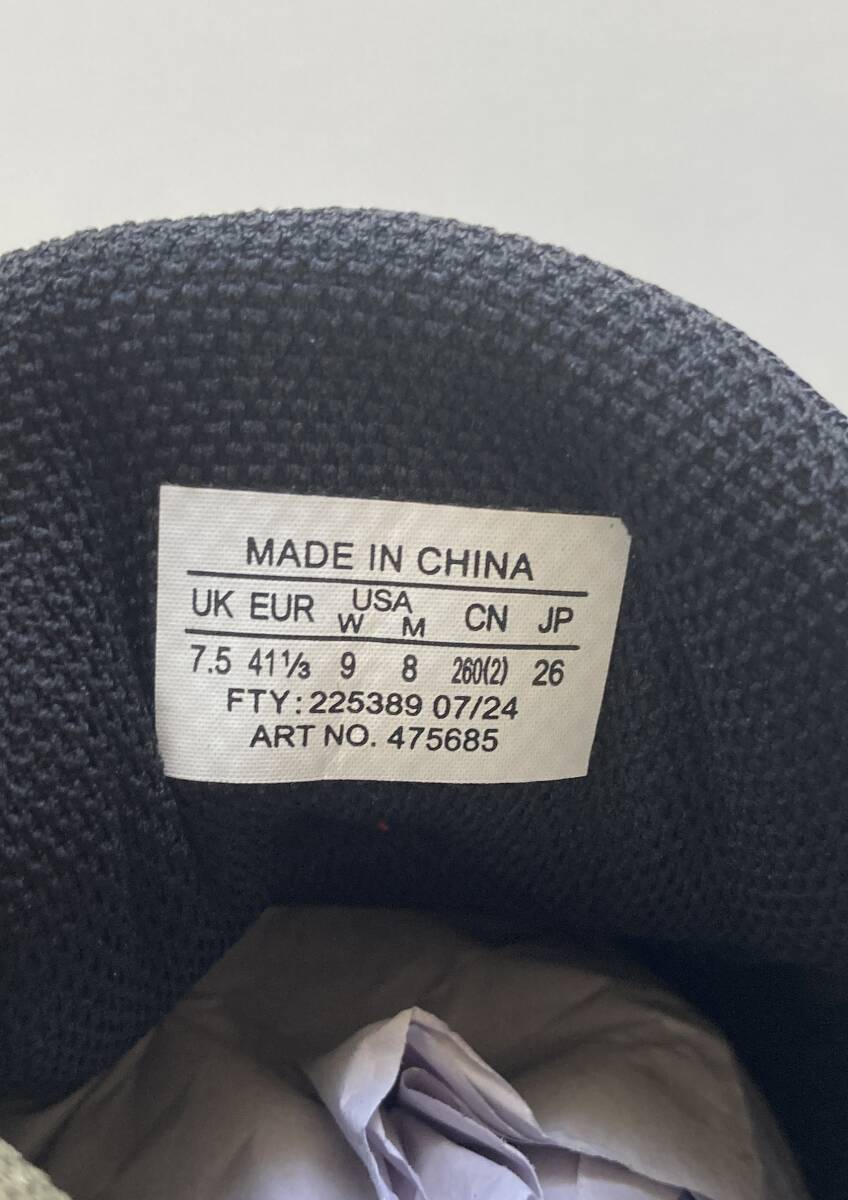 MADE IN CHINA
UK EUR USA W M CN JP
7.5 41⅓ 9 8 260(2) 26
FTY: 225389 07/24
ART NO. 475685